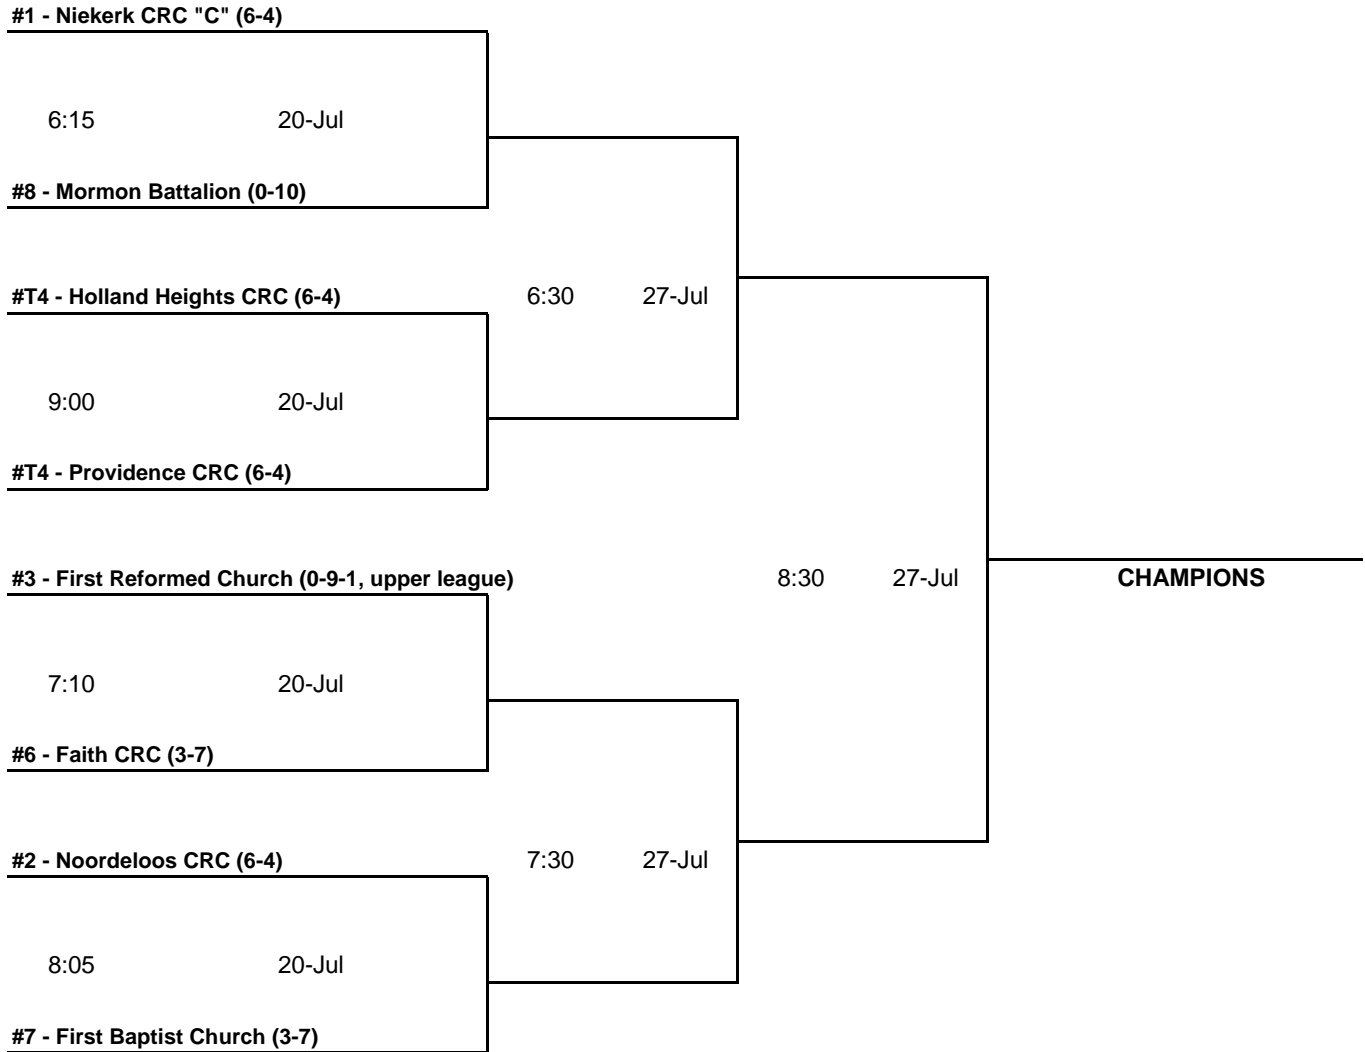 #1 - Niekerk CRC "C" (6-4)
6:15 20-Jul
#8 - Mormon Battalion (0-10)
#T4 - Holland Heights CRC (6-4) 6:30 27-Jul
9:00 20-Jul
#T4 - Providence CRC (6-4)
#3 - First Reformed Church (0-9-1, upper league) 8:30 27-Jul CHAMPIONS
7:10 20-Jul
#6 - Faith CRC (3-7)
#2 - Noordeloos CRC (6-4) 7:30 27-Jul
8:05 20-Jul
#7 - First Baptist Church (3-7)